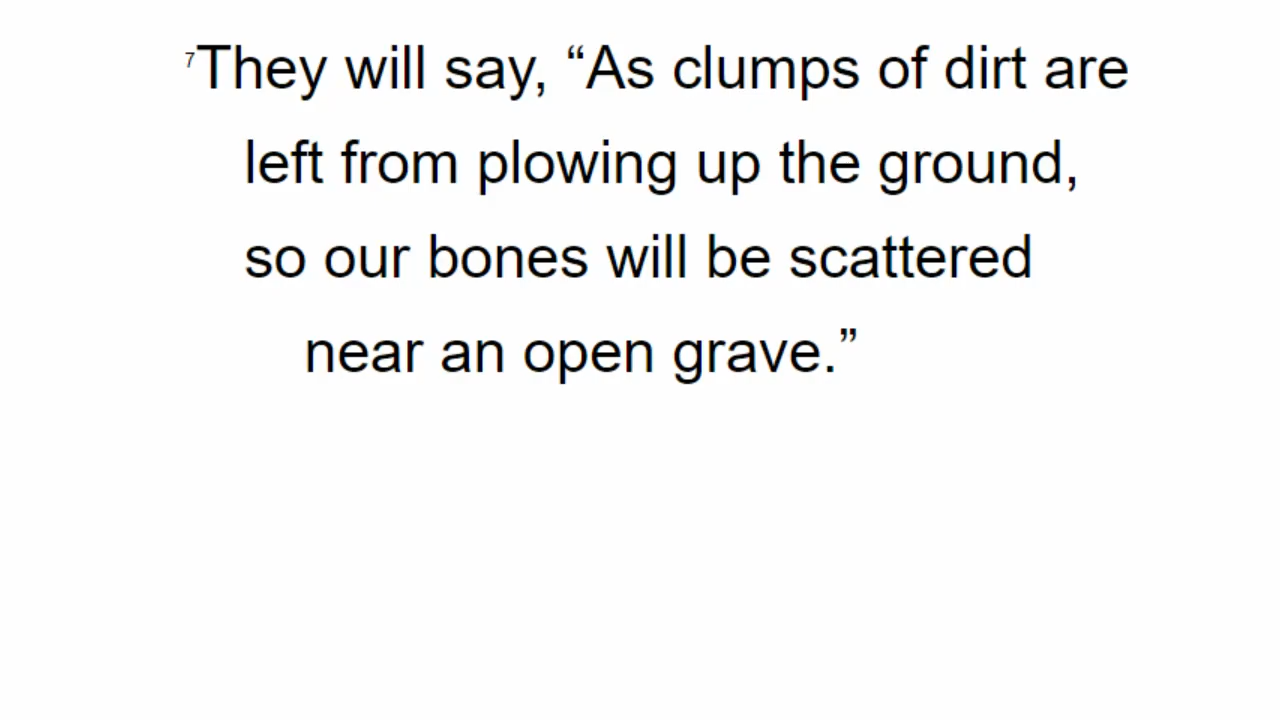 7They will say, “As clumps of dirt are
left from plowing up the ground,
so our bones will be scattered
near an open grave.”